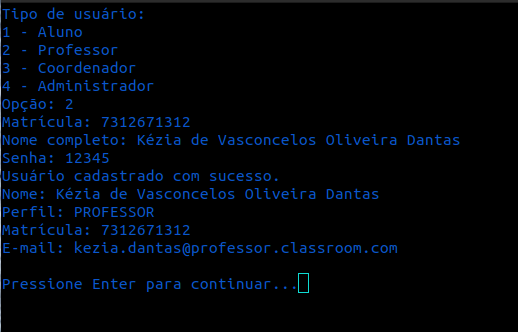 Tipo de usuário:
1 - Aluno
2 - Professor
3 - Coordenador
4 - Administrador
Opção: 2
Matrícula: 7312671312
Nome completo: Kézia de Vasconcelos Oliveira Dantas
Senha: 12345
Usuário cadastrado com sucesso.
Nome: Kézia de Vasconcelos Oliveira Dantas
Perfil: PROFESSOR
Matrícula: 7312671312
E-mail: kezia.dantas@professor.classroom.com
Pressione Enter para continuar...